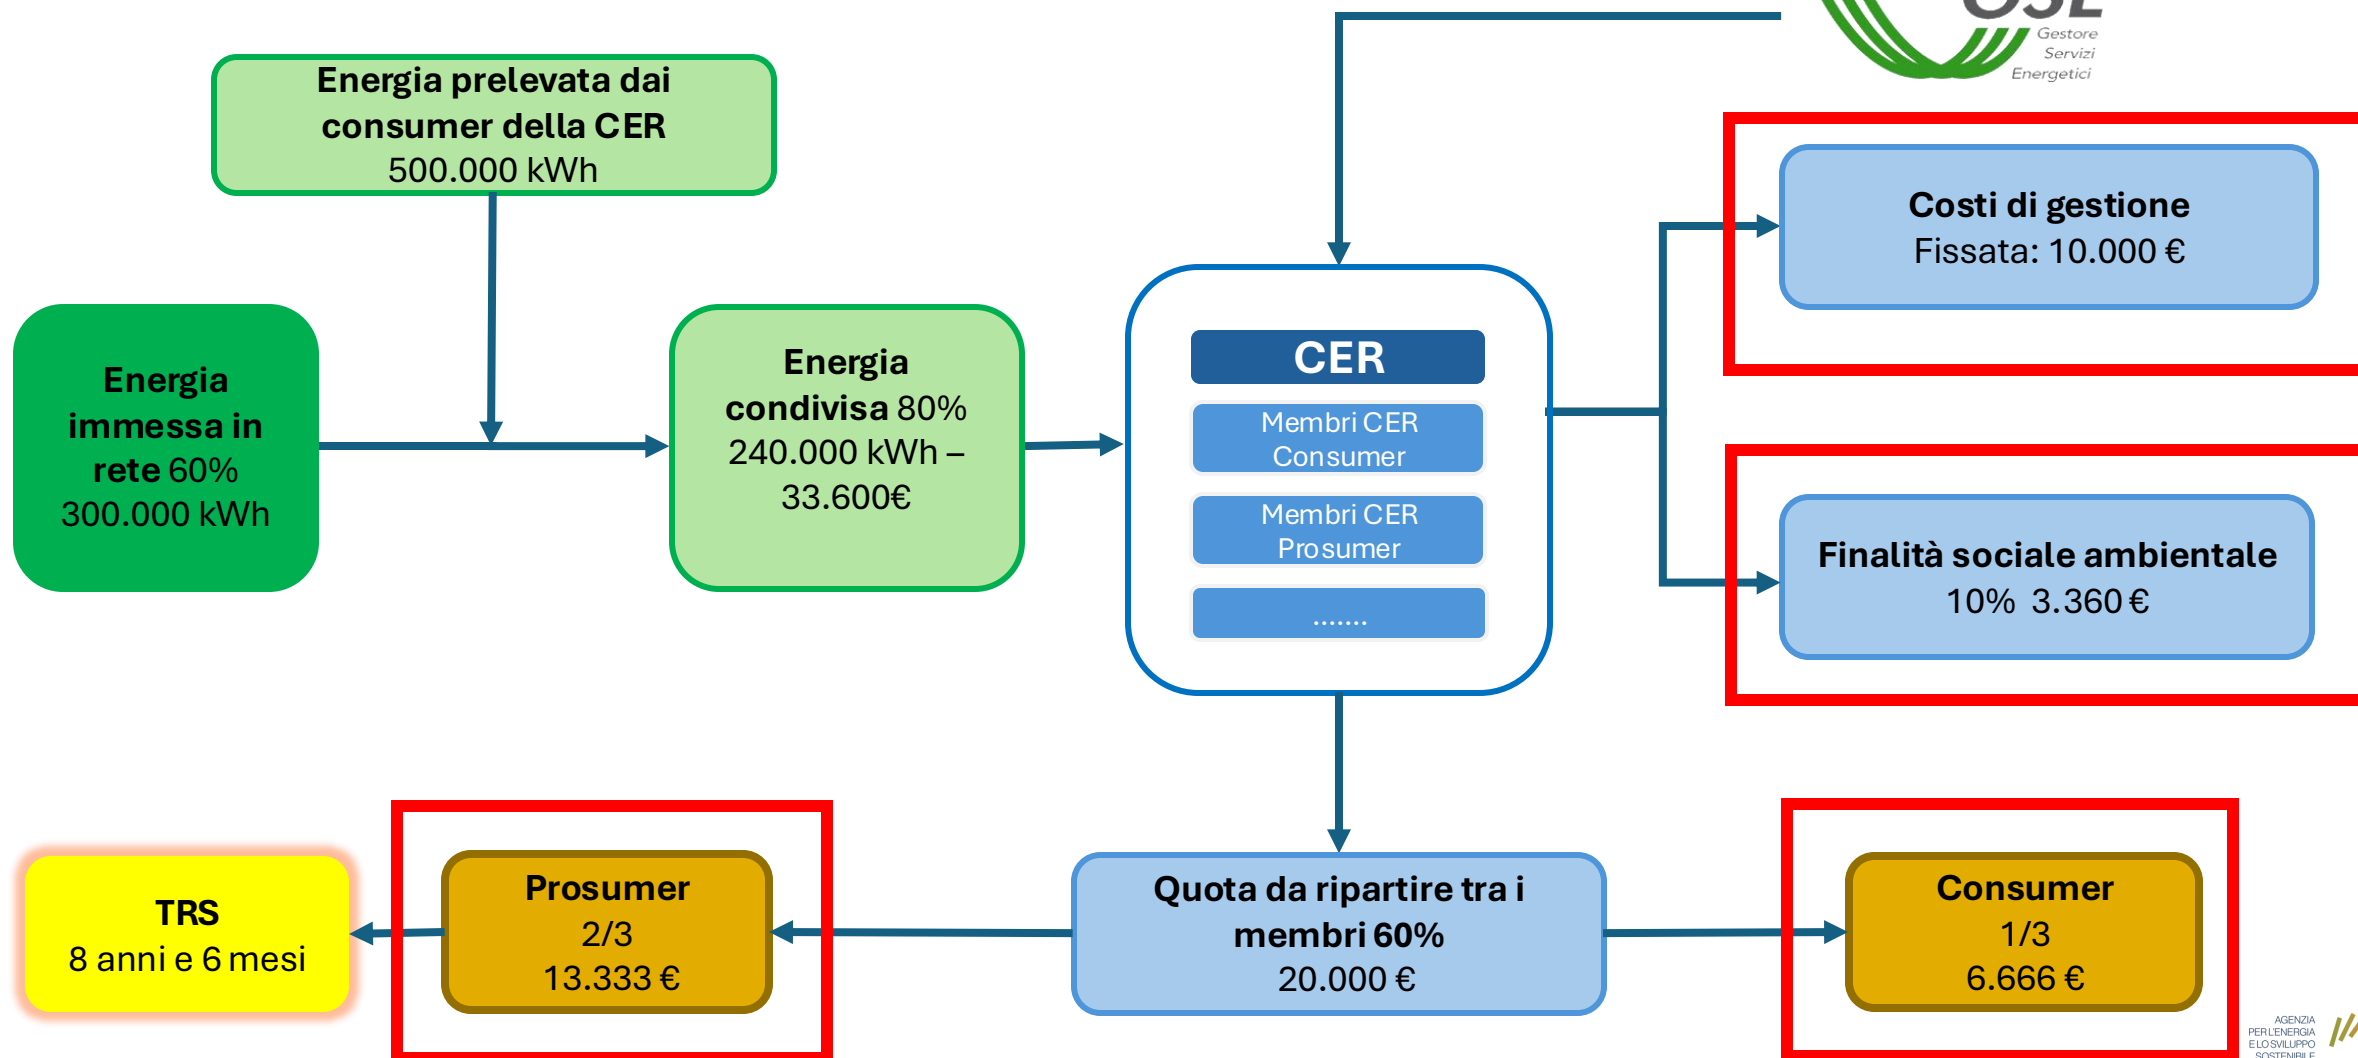 GSE
Gestore
Servizi
Energetici
Energia prelevata dai
consumer della CER
500.000 kWh
Costi di gestione
Fissata: 10.000 €
Energia
immessa in
rete 60%
300.000 kWh
Energia
condivisa 80%
240.000 kWh –
33.600€
CER
Membri CER
Consumer
Membri CER
Prosumer
.......
Finalità sociale ambientale
10% 3.360 €
TRS
8 anni e 6 mesi
Prosumer
2/3
13.333 €
Quota da ripartire tra i
membri 60%
20.000 €
Consumer
1/3
6.666 €
AGENZIA
PER L'ENERGIA
E LO SVILUPPO
SOSTENIBILE